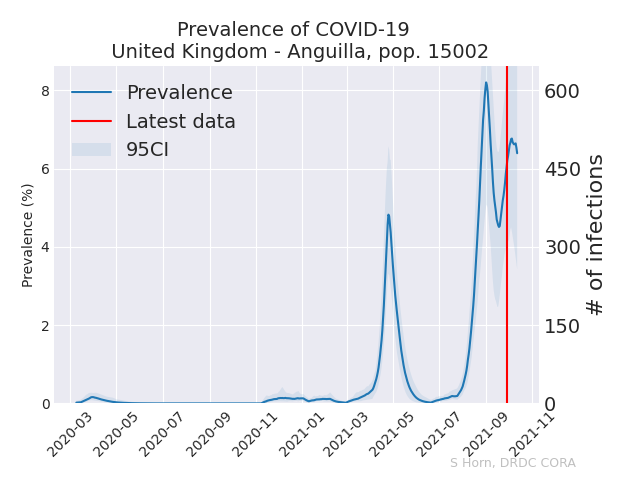 Prevalence of COVID-19
United Kingdom - Anguilla, pop. 15002
Prevalence
Latest data
95CI
Prevalence (%)
8
6
4
2
0
# of infections
600
450
300
150
0
2020-03
2020-05
2020-07
2020-09
2020-11
2021-01
2021-03
2021-05
2021-07
2021-09
2021-11
S Horn, DRDC CORA